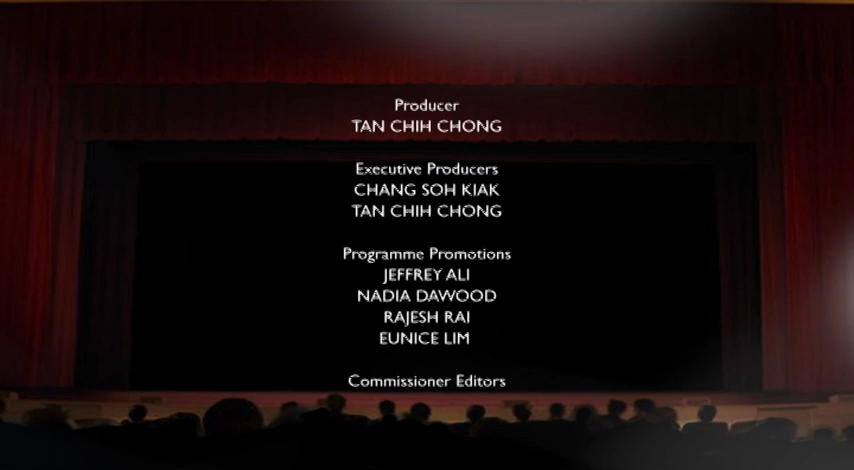 Producer
TAN CHIH CHONG
Executive Producers
CHANG SOH KIAK
TAN CHIH CHONG
Programme Promotions
JEFFREY ALI
NADIA DAWOOD
RAJESH RAI
EUNICE LIM
Commissioner Editors